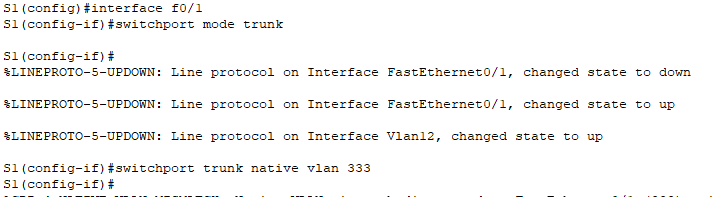 S1(config)#interface f0/1
S1(config-if)#switchport mode trunk
S1(config-if)#
%LINEPROTO-5-UPDOWN: Line protocol on Interface FastEthernet0/1, changed state to down
%LINEPROTO-5-UPDOWN: Line protocol on Interface FastEthernet0/1, changed state to up
%LINEPROTO-5-UPDOWN: Line protocol on Interface Vlan12, changed state to up
S1(config-if)#switchport trunk native vlan 333
S1(config-if)#